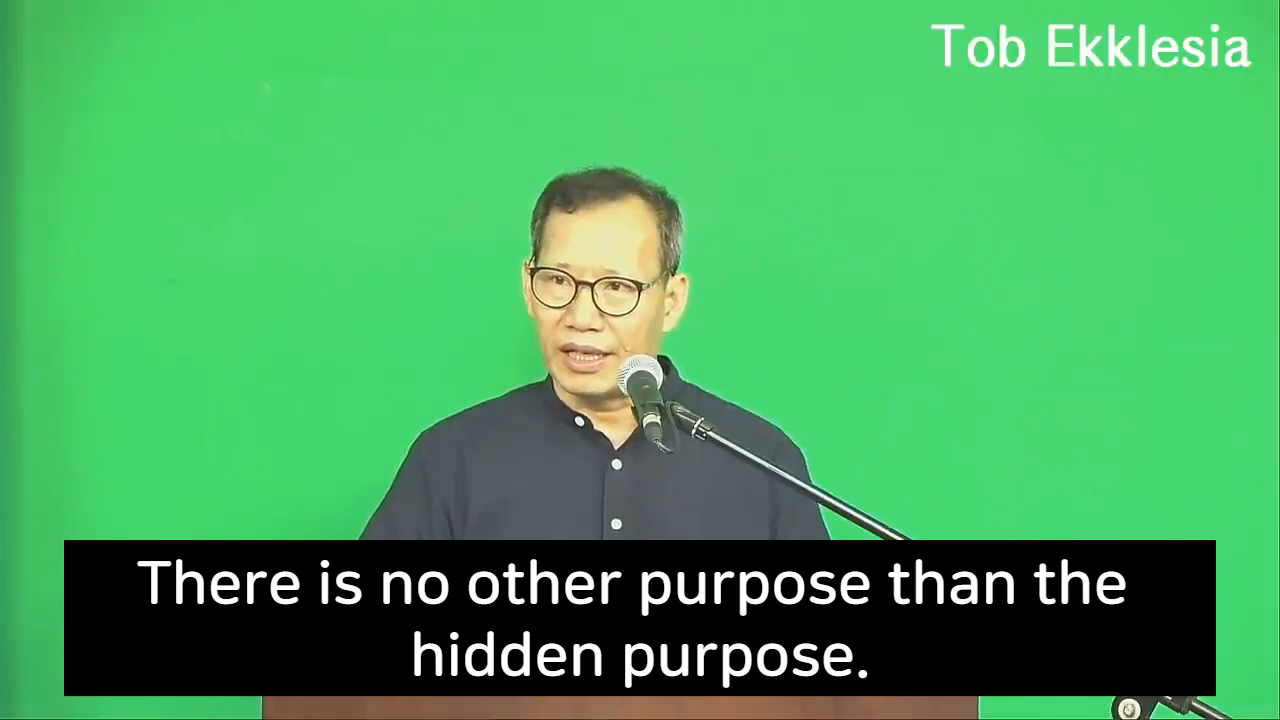 Tob Ekklesia
There is no other purpose than the
hidden purpose.